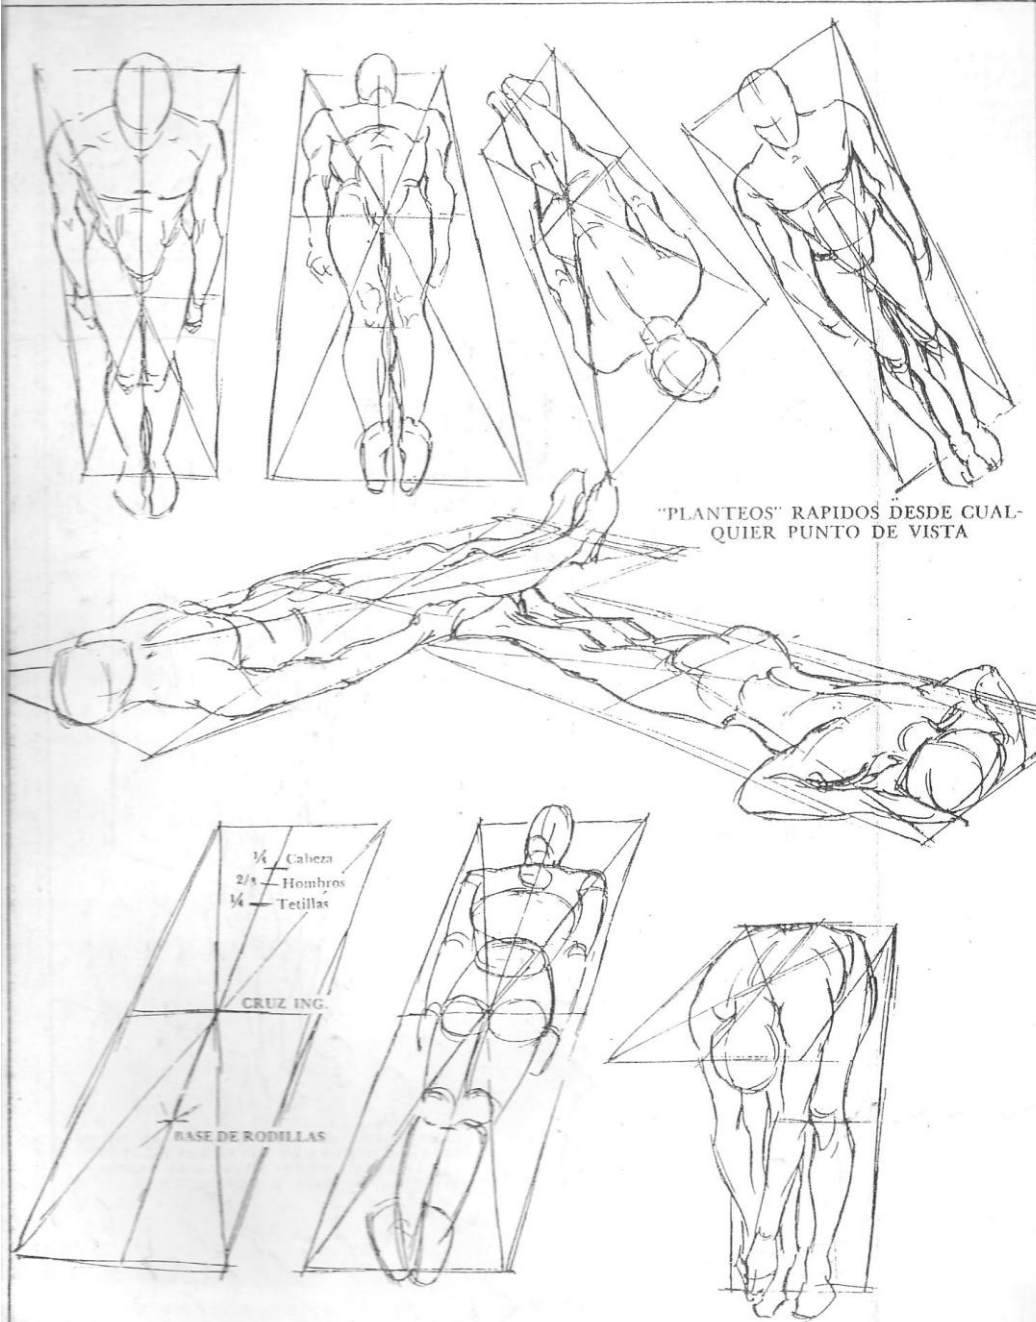 "PLANTEOS" RAPIDOS DESDE CUAL-
QUIER PUNTO DE VISTA
1/4 Cabeza
2/3 Hombros
1/4 Tetillas
CRUZ ING.
BASE DE RODILLAS